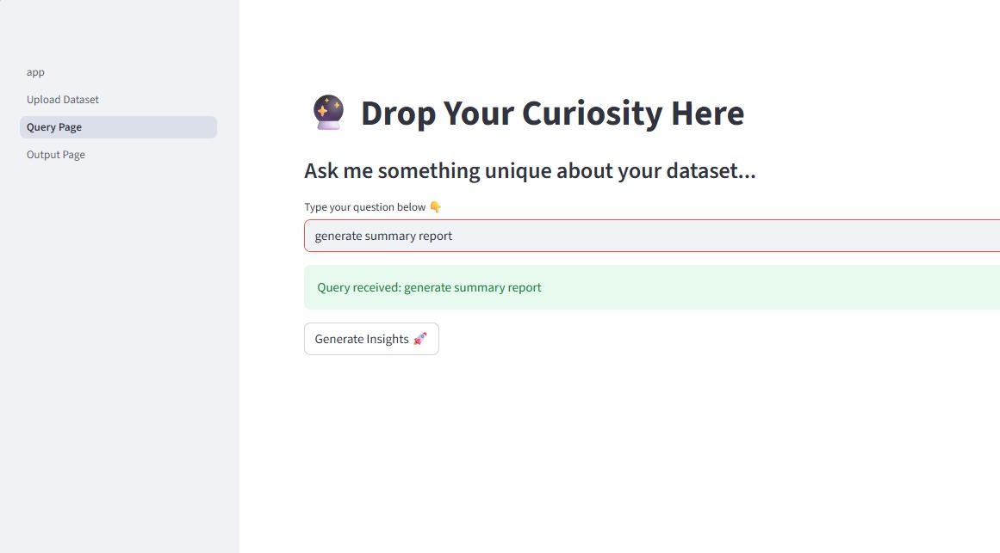 app
Upload Dataset
Query Page
Output Page
🔮 Drop Your Curiosity Here
Ask me something unique about your dataset...
Type your question below 👇
generate summary report
Query received: generate summary report
Generate Insights 🚀